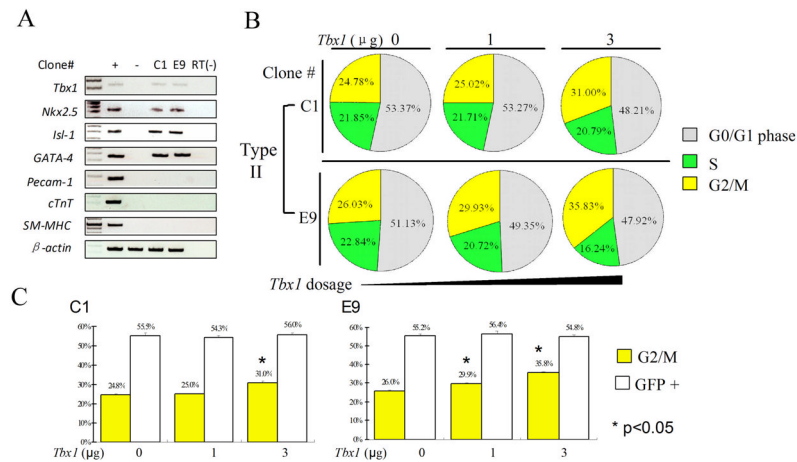 A
Clone# + - C1 E9 RT(-)
Tbx1
Nkx2.5
Isl-1
GATA-4
Pecam-1
cTnT
SM-MHC
β-actin
B
Tbx1 (μg) 0 1 3
Clone #
C1
Type
II
E9
24.78% 53.37% 21.85%
25.02% 53.27% 21.71%
31.00% 48.21% 20.79%
26.03% 51.13% 22.84%
29.93% 49.35% 20.72%
35.83% 47.92% 16.24%
G0/G1 phase
S
G2/M
Tbx1 dosage
C
C1
60%
50%
40%
30%
20%
10%
0%
24.8% 55.5% 25.0% 54.3% * 31.0% 56.0%
Tbx1 (μg) 0 1 3
E9
60%
50%
40%
30%
20%
10%
0%
26.0% 55.2% * 29.9% 56.4% * 35.8% 54.8%
Tbx1 (μg) 0 1 3
G2/M
GFP +
* p<0.05